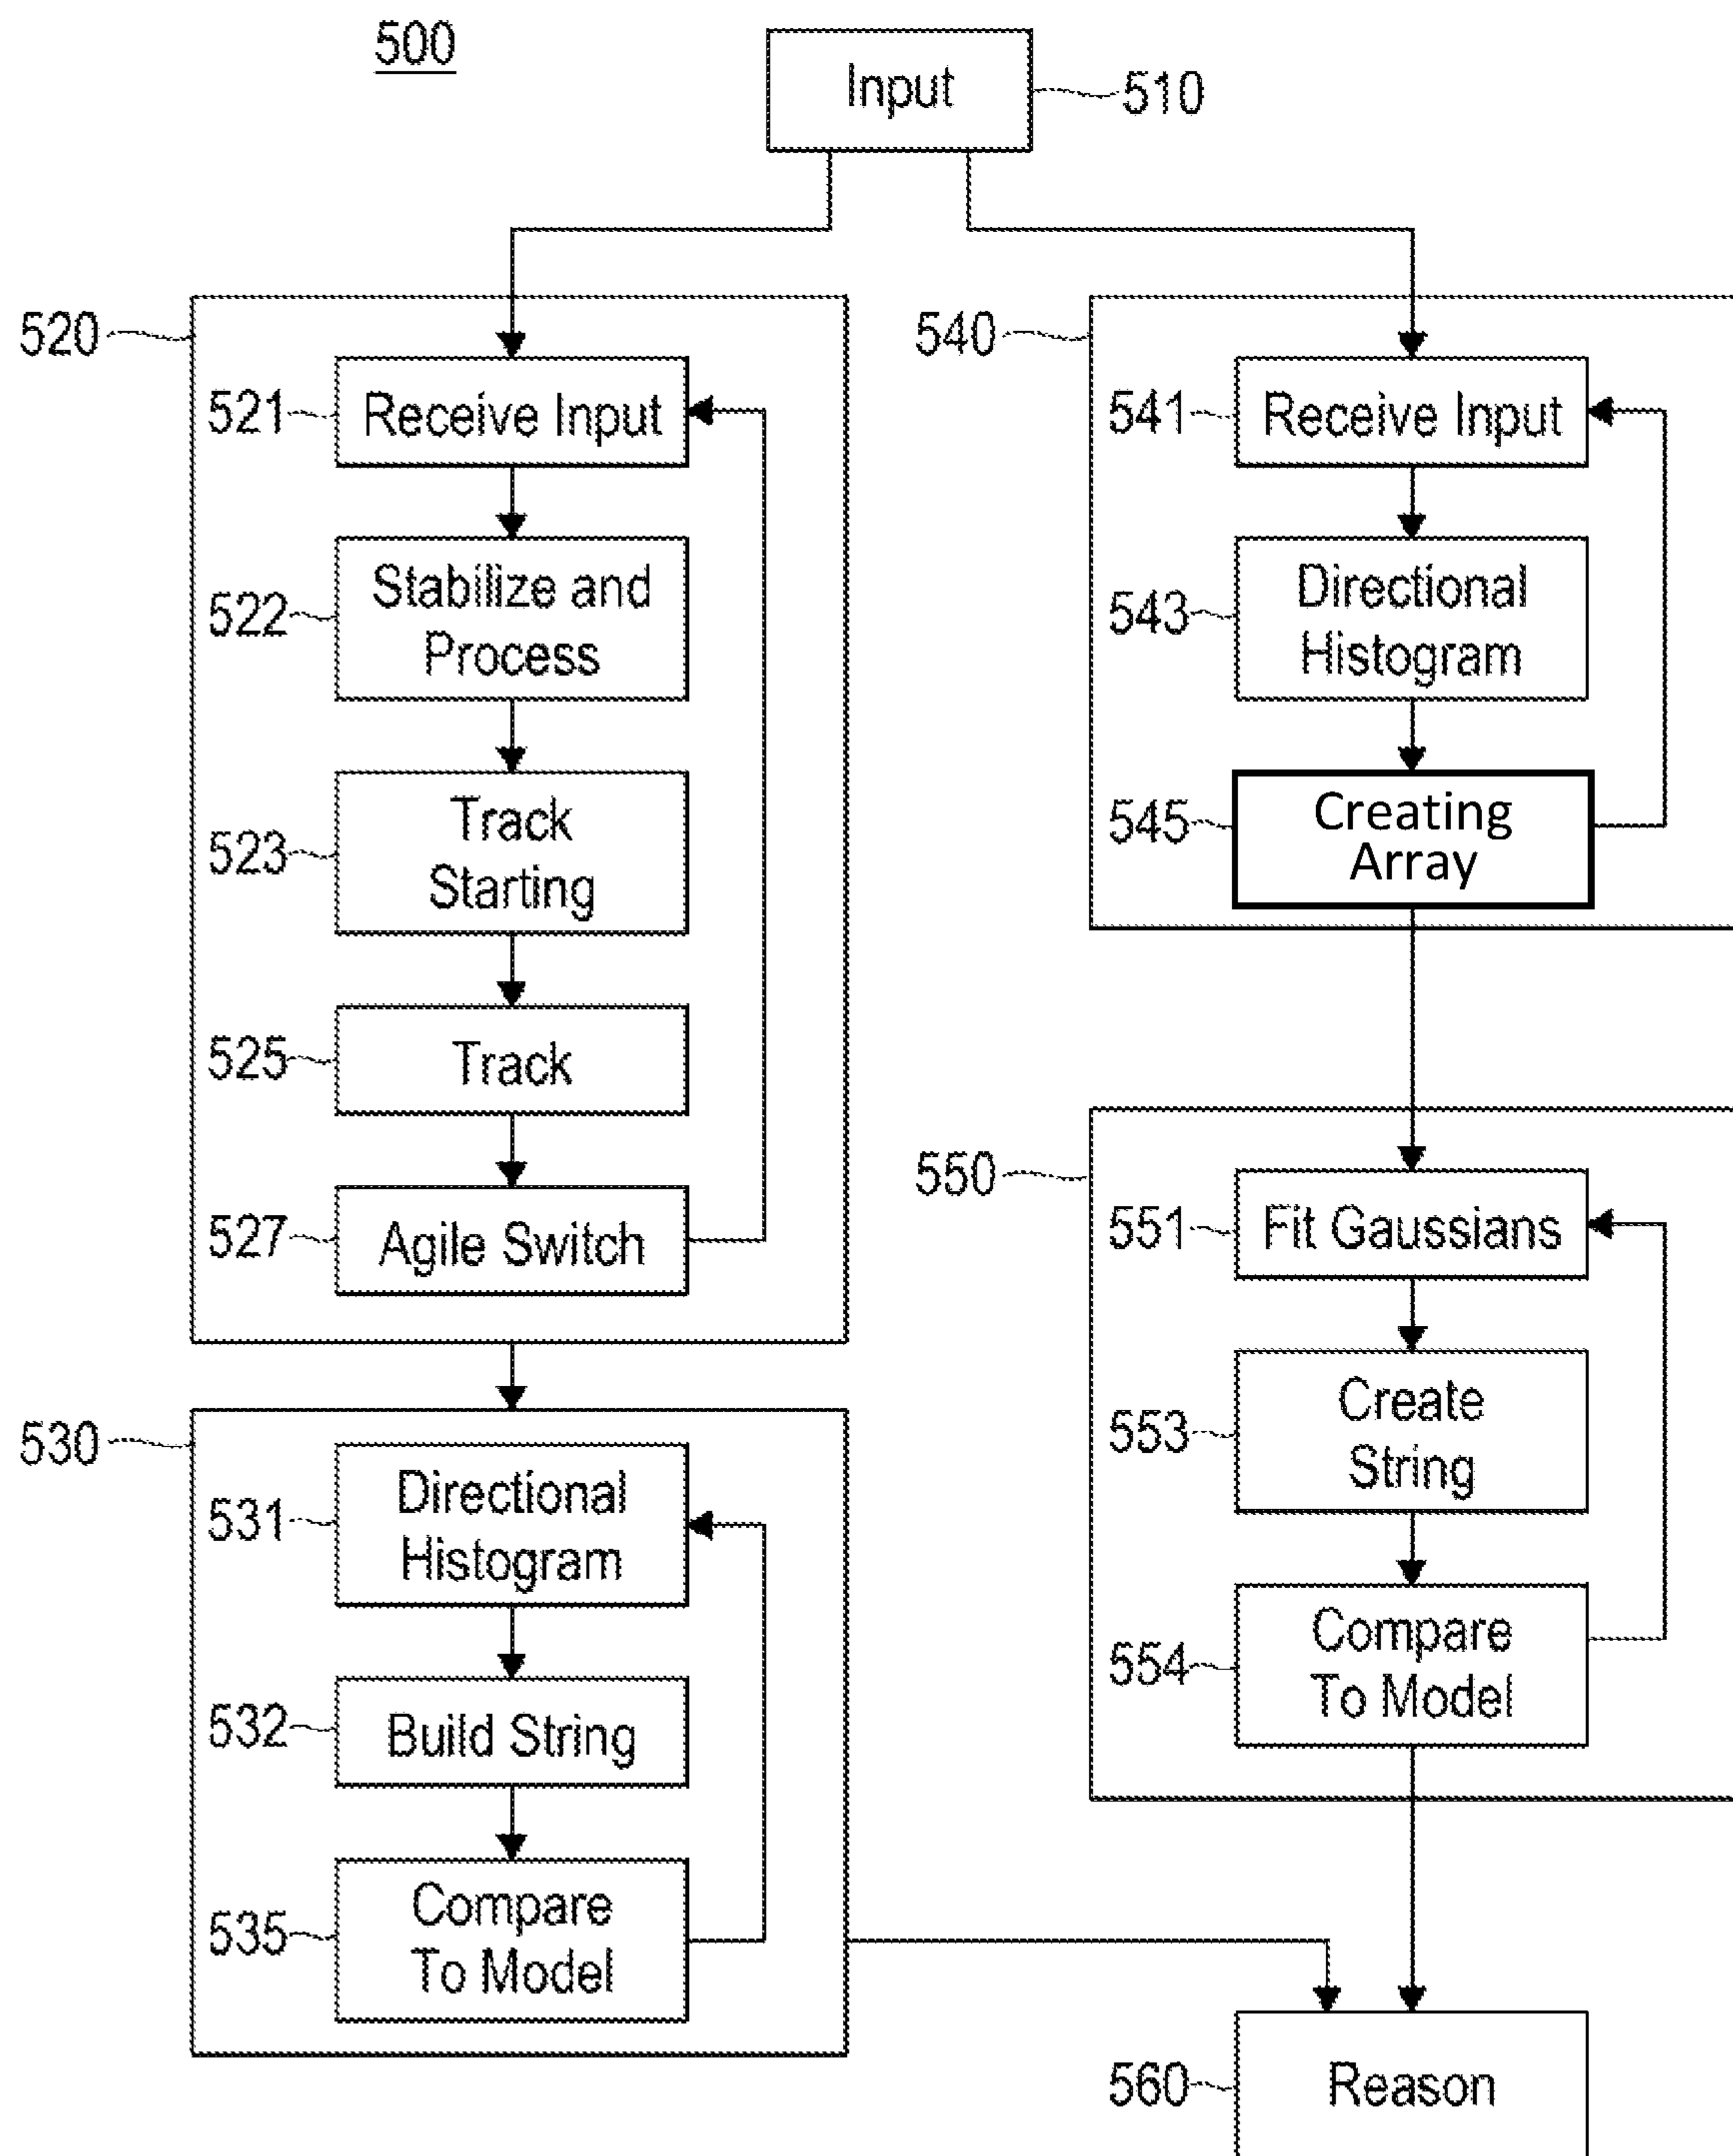 500
Input
510
520
521
Receive Input
522
Stabilize and
Process
523
Track
Starting
525
Track
527
Agile Switch
530
531
Directional
Histogram
532
Build String
535
Compare
To Model
540
541
Receive Input
543
Directional
Histogram
545
Creating
Array
550
551
Fit Gaussians
553
Create
String
554
Compare
To Model
560
Reason